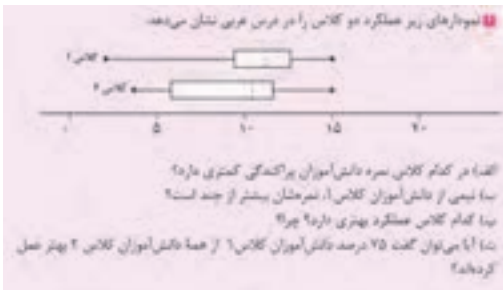 نمودارهای زیر عملکرد دو کلاس را در درس عربی نشان می‌دهد.
کلاس ۱
کلاس ۲
۰ ۵ ۱۰ ۱۵ ۲۰
الف) در کدام کلاس نمره دانش‌آموزان پراکندگی کمتری دارد؟
ب) نیمی از دانش‌آموزان کلاس ۱، نمره‌شان بیشتر از چند است؟
پ) کدام کلاس عملکرد بهتری دارد؟ چرا؟
ت) آیا می‌توان گفت ۷۵ درصد دانش‌آموزان کلاس ۱ از همهٔ دانش‌آموزان کلاس ۲ بهتر عمل
کرده‌اند؟